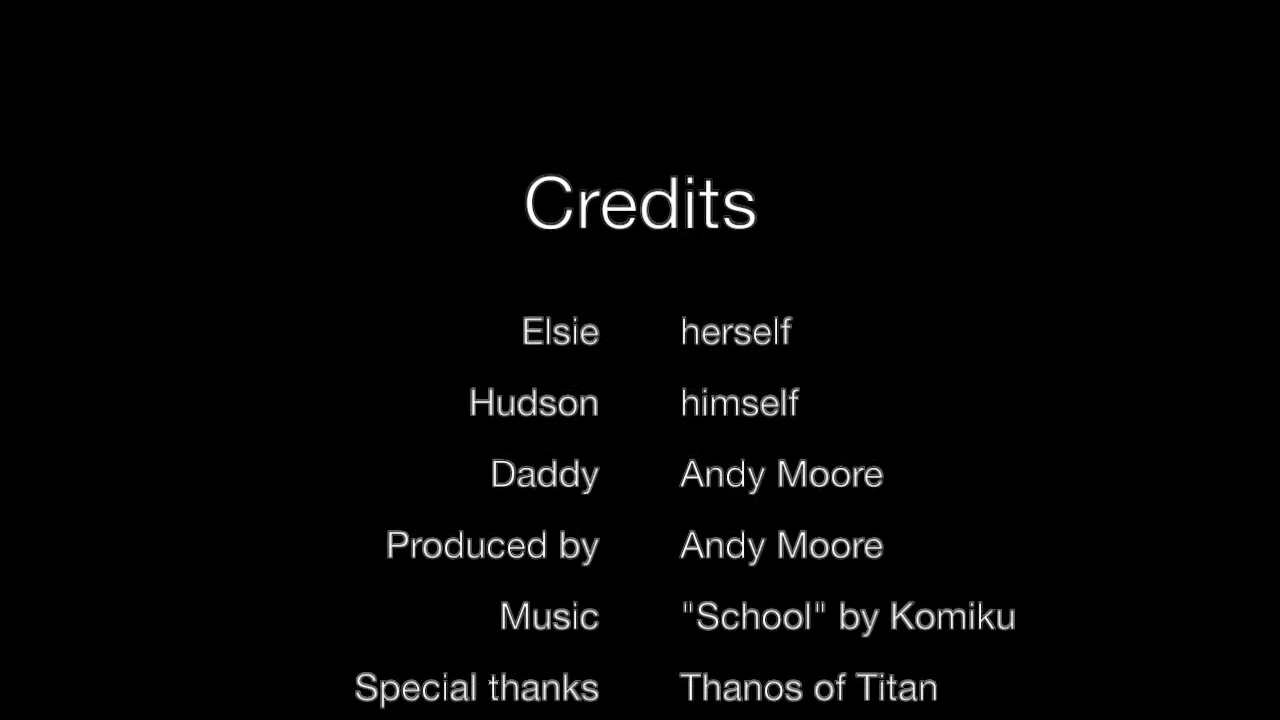 Credits
Elsie herself
Hudson himself
Daddy Andy Moore
Produced by Andy Moore
Music "School" by Komiku
Special thanks Thanos of Titan